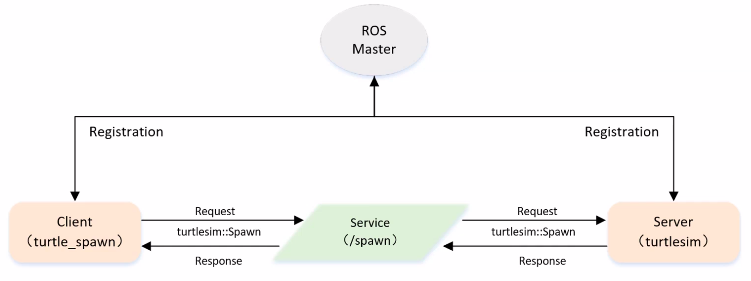 ROS
Master
Registration
Registration
Client
（turtle_spawn）
Request
turtlesim::Spawn
Response
Service
（/spawn）
Request
turtlesim::Spawn
Response
Server
（turtlesim）